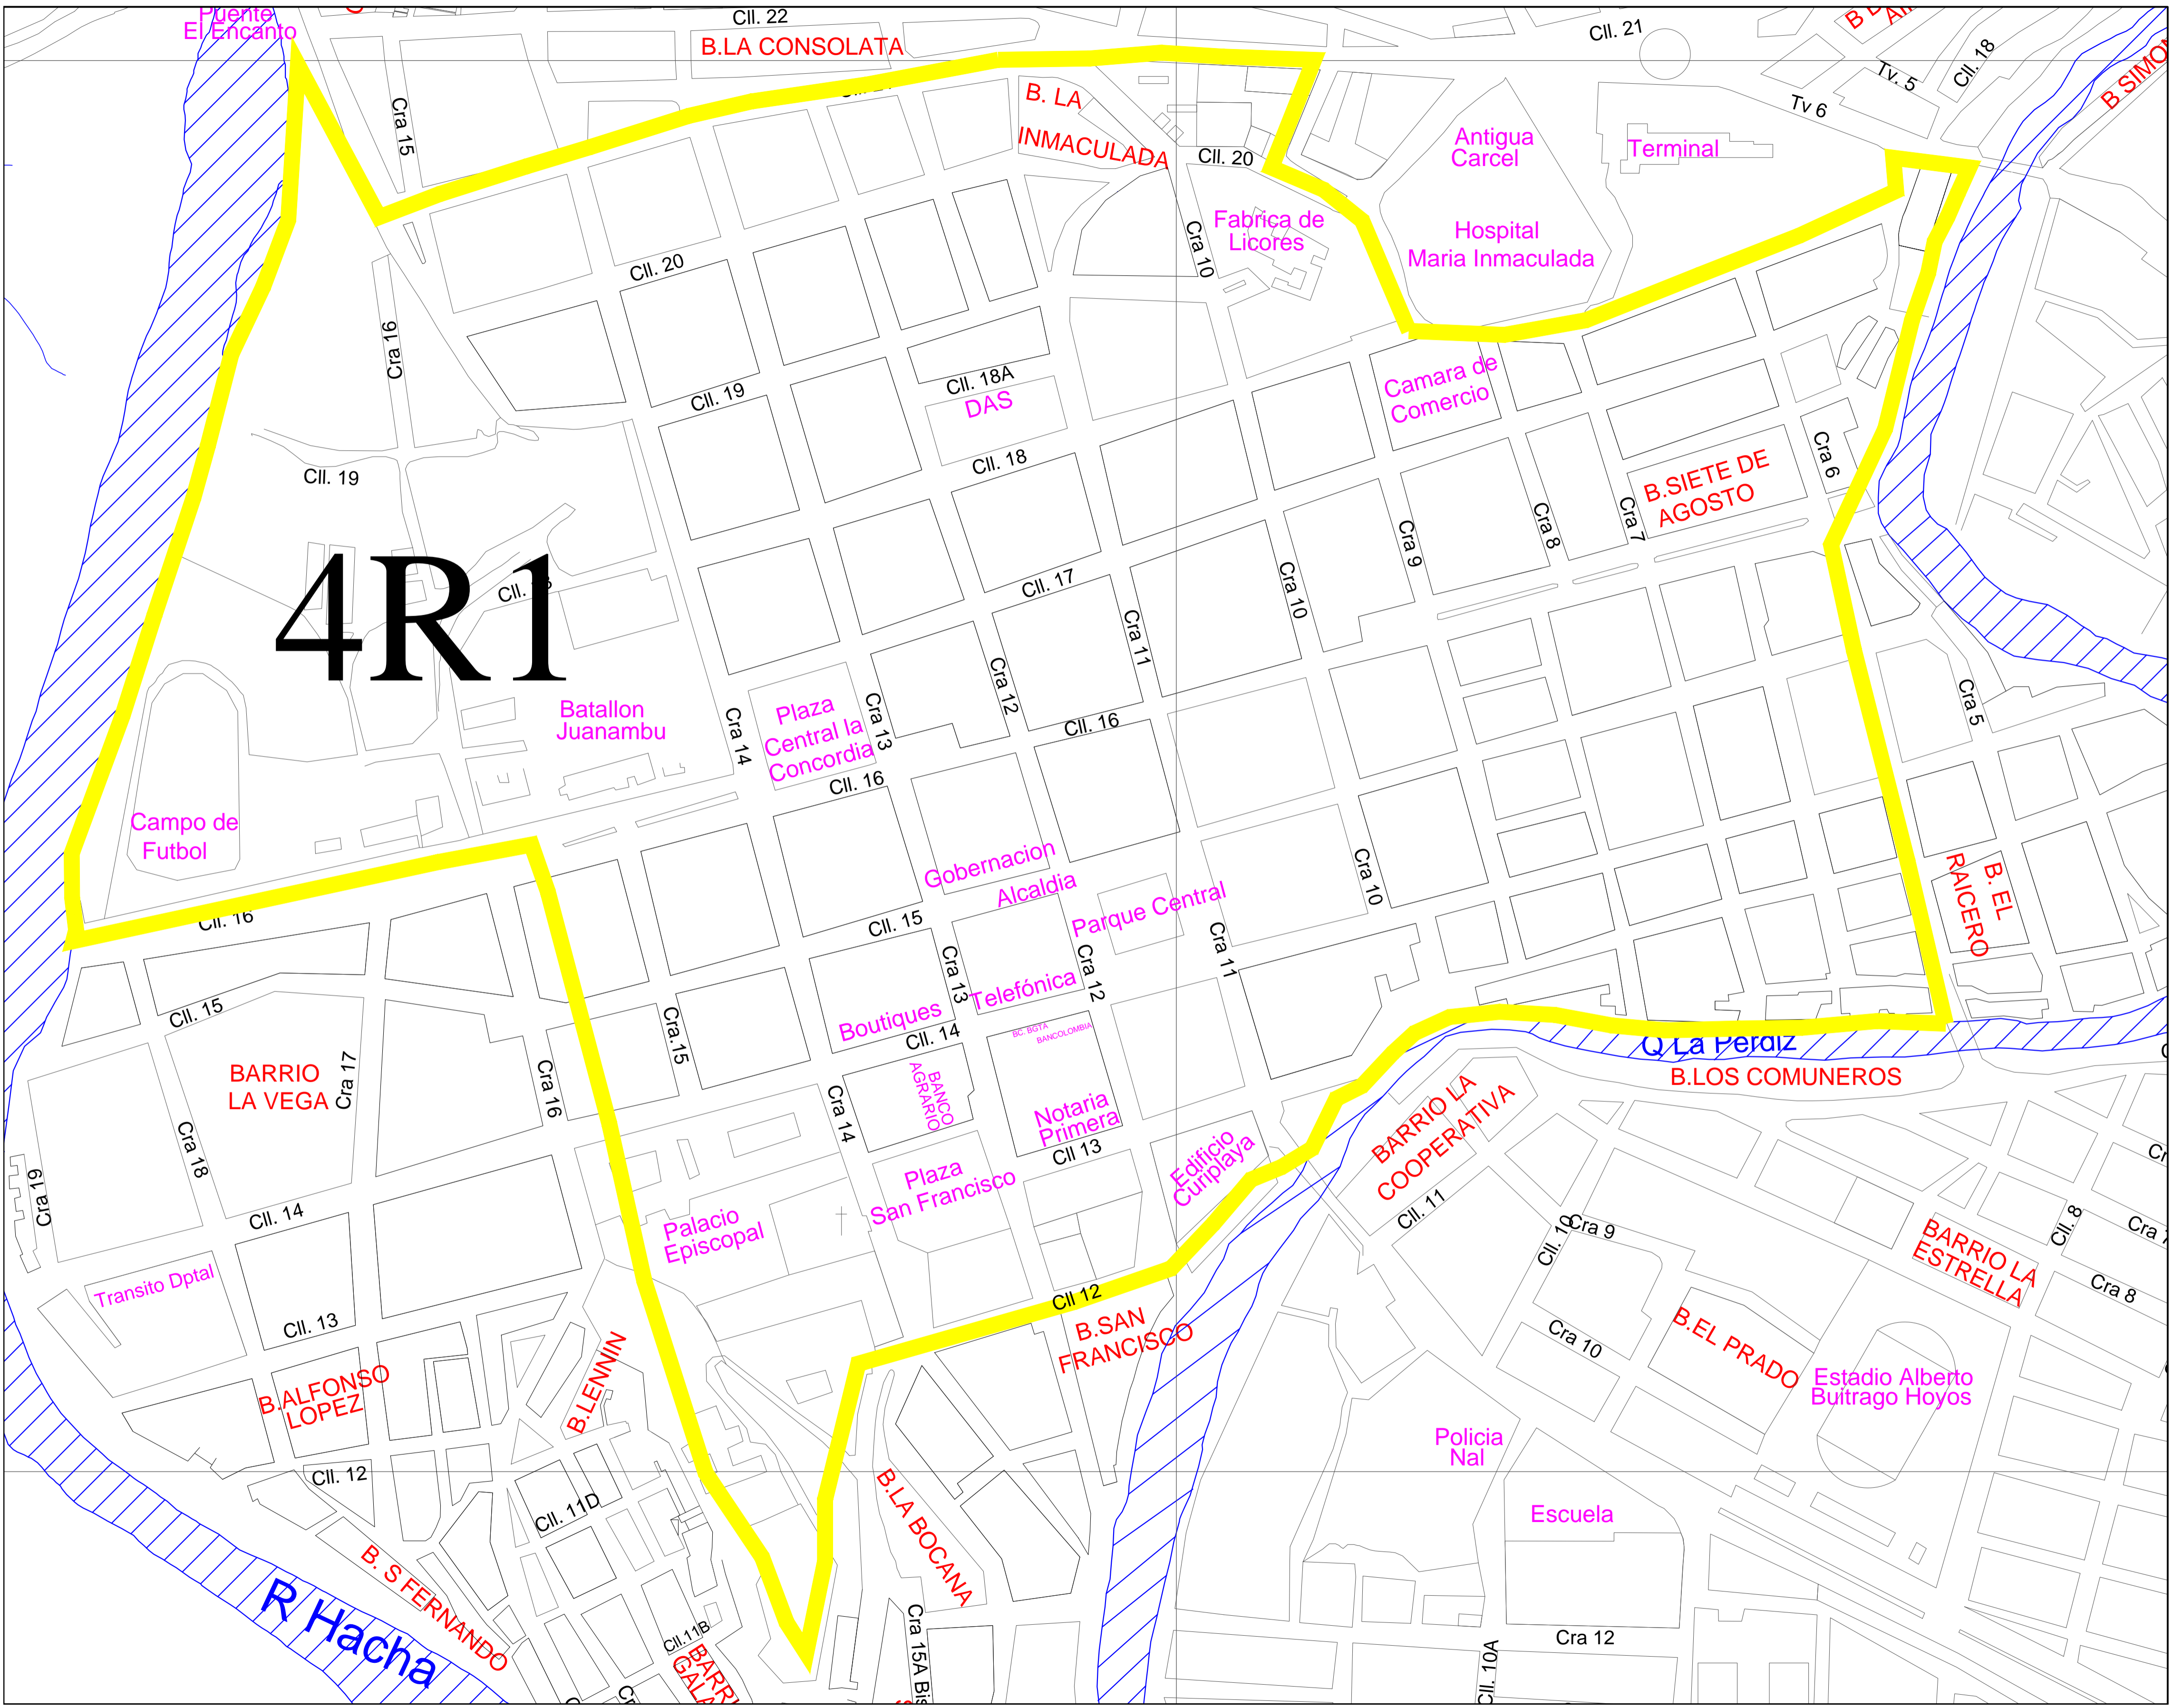 Puente
El Encanto
Cll. 22
B.LA CONSOLATA
Cll. 21
Cll. 18
Tv. 5
Tv 6
Cra 15
B. LA
INMACULADA
Cll. 20
Antigua
Carcel
Terminal
Fabrica de
Licores
Hospital
Maria Inmaculada
Cra 10
Cll. 20
Cra 16
Cll. 19
Cll. 18A
DAS
Camara de
Comercio
Cll. 19
Cll. 18
B.SIETE DE
AGOSTO
Cra 6
Cra 7
Cra 8
Cra 9
Cra 10
4R1
Cll. 17
Cra 11
Cra 12
Cra 13
Cra 14
Cra 5
Batallon
Juanambu
Plaza
Central la
Concordia
Cll. 16
Cll. 16
Campo de
Futbol
Gobernacion
Alcaldia
Parque Central
Cra 10
B. EL
RAICERO
Cll. 16
Cll. 15
Cra 11
Cra 12
Cra 13
Telefónica
Boutiques
Cll. 15
Cra.15
Cll. 14
BC. BGTA
BANCOLOMBIA
Q La Perdiz
B.LOS COMUNEROS
BARRIO
LA VEGA
Cra 17
Cra 16
BANCO
AGRARIO
Notaria
Primera
Cra 14
Cll 13
Edificio
Curiplaya
BARRIO LA
COOPERATIVA
Cra 18
Cra 19
Cll. 14
Plaza
San Francisco
Palacio
Episcopal
Cll. 11
Cll. 10
Cra 9
Cll. 8
Cra 8
BARRIO LA
ESTRELLA
Transito Dptal
Cll. 13
Cll 12
B.SAN
FRANCISCO
Cra 10
B.EL PRADO
Estadio Alberto
Buitrago Hoyos
B.ALFONSO
LOPEZ
B.LENNIN
Policia
Nal
Cll. 12
Cll. 11D
B.LA BOCANA
Escuela
B. S FERNANDO
R Hacha
Cll.11B
Cra 15A Bis
Cll. 10A
Cra 12